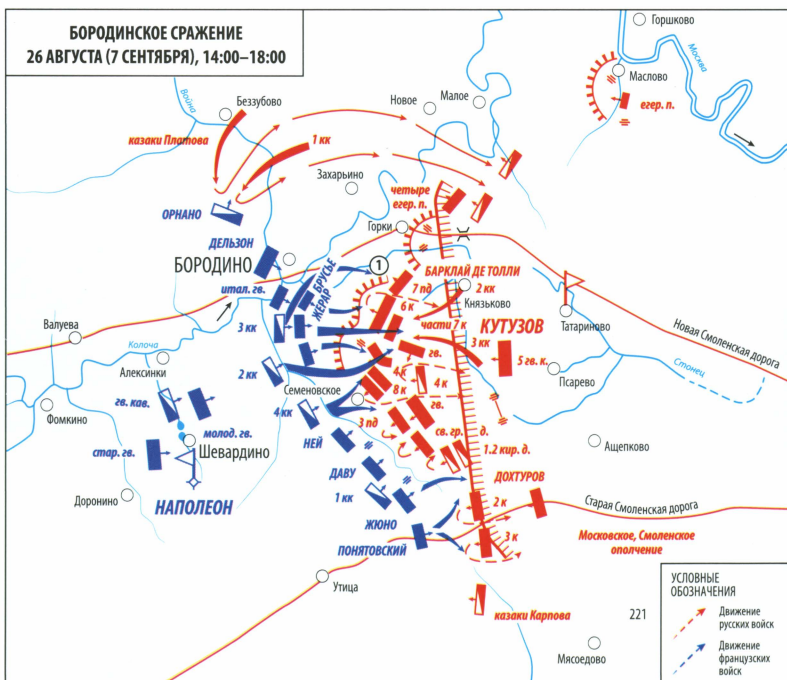 БОРОДИНСКОЕ СРАЖЕНИЕ
26 АВГУСТА (7 СЕНТЯБРЯ), 14:00–18:00
Горшково
Москва
Маслово
егер. п.
Война
Беззубово
Новое
Малое
казаки Платова
1 кк
Захарьино
четыре
егер. п.
ОРНАНО
Горки
ДЕЛЬЗОН
БОРОДИНО
1
БРУСЬЕ
ЖЕРАР
БАРКЛАЙ ДЕ ТОЛЛИ
итал. гв.
7 пд
2 кк
Князьково
6 к
части 7 к
КУТУЗОВ
Татариново
Новая Смоленская дорога
Валуева
Колоча
3 кк
3 кк
гв.
5 гв. к.
Стонец
Алексинки
2 кк
Псарево
4 к
8 к
4 к
Семеновское
гв. кав.
4 кк
гв.
Фомкино
3 пд
св. гр. д.
молод. гв.
НЕЙ
1.2 кир. д.
Ащепково
стар. гв.
Шевардино
ДАВУ
ДОХТУРОВ
Доронино
НАПОЛЕОН
1 кк
2 к
Старая Смоленская дорога
ЖЮНО
ПОНЯТОВСКИЙ
3 к
Московское, Смоленское
ополчение
Утица
казаки Карпова
221
Мясоедово
УСЛОВНЫЕ
ОБОЗНАЧЕНИЯ
Движение
русских войск
Движение
французских
войск